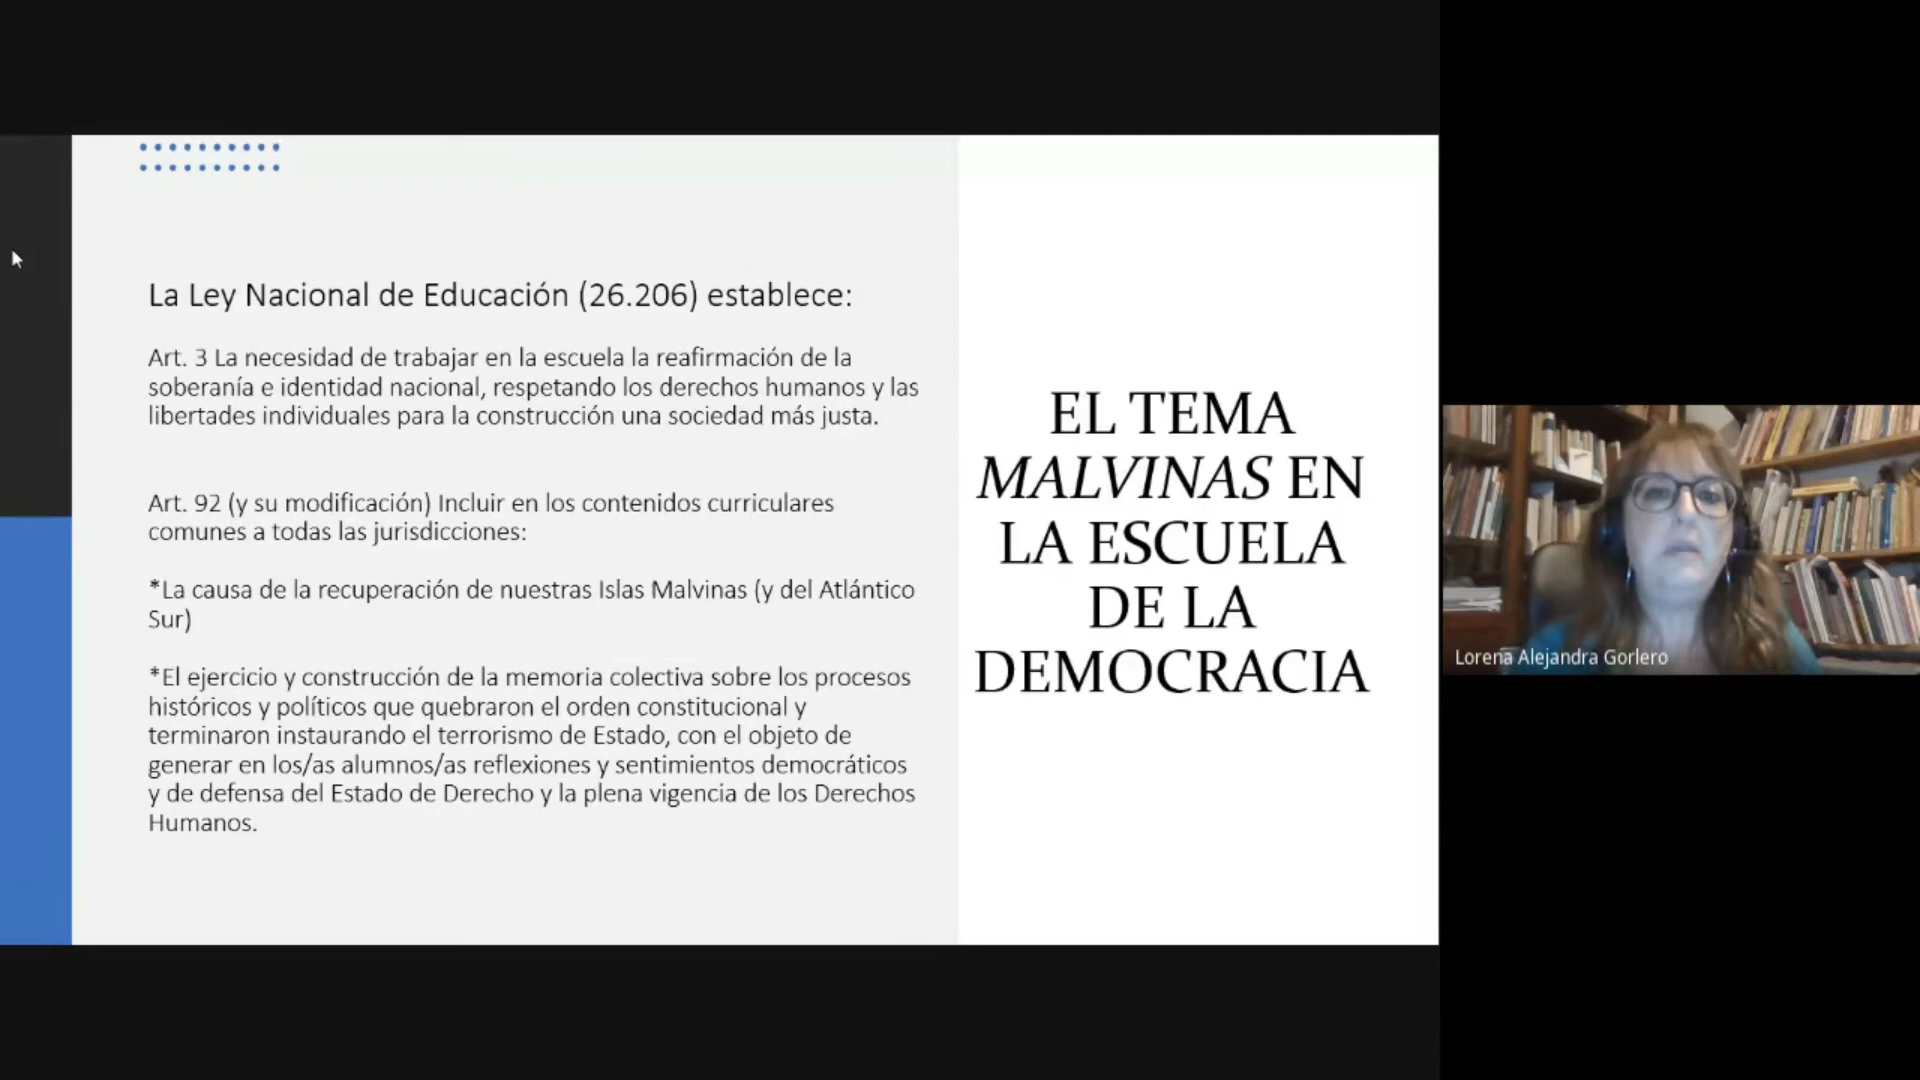 La Ley Nacional de Educación (26.206) establece:
Art. 3 La necesidad de trabajar en la escuela la reafirmación de la
soberanía e identidad nacional, respetando los derechos humanos y las
libertades individuales para la construcción una sociedad más justa.
Art. 92 (y su modificación) Incluir en los contenidos curriculares
comunes a todas las jurisdicciones:
*La causa de la recuperación de nuestras Islas Malvinas (y del Atlántico
Sur)
*El ejercicio y construcción de la memoria colectiva sobre los procesos
históricos y políticos que quebraron el orden constitucional y
terminaron instaurando el terrorismo de Estado, con el objeto de
generar en los/as alumnos/as reflexiones y sentimientos democráticos
y de defensa del Estado de Derecho y la plena vigencia de los Derechos
Humanos.
EL TEMA
MALVINAS EN
LA ESCUELA
DE LA
DEMOCRACIA
Lorena Alejandra Gorlero